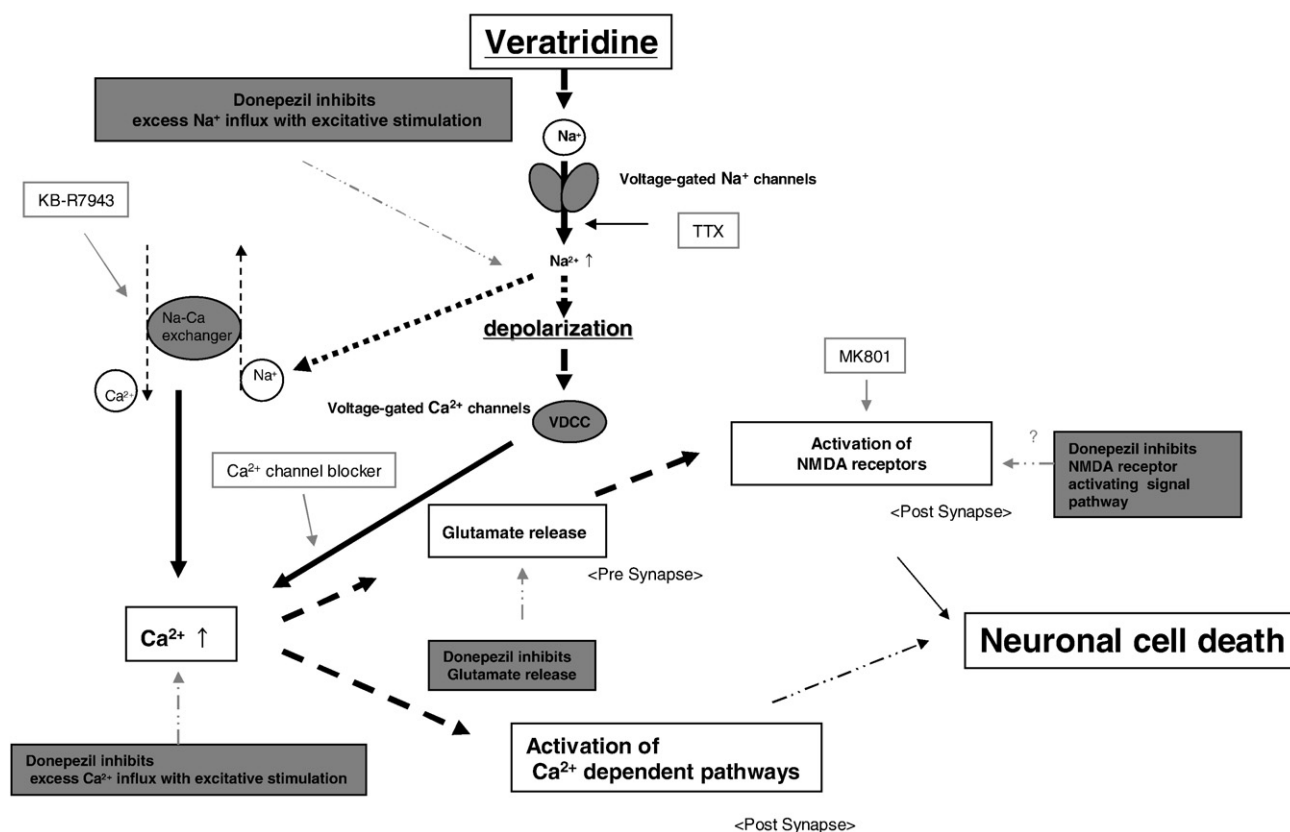 Veratridine
Donepezil inhibits
excess Na⁺ influx with excitative stimulation
Na⁺
Voltage-gated Na⁺ channels
KB-R7943
TTX
Na²⁺ ↑
Na-Ca
exchanger
depolarization
MK801
Ca²⁺
Na⁺
Voltage-gated Ca²⁺ channels
VDCC
Activation of
NMDA receptors
?
Donepezil inhibits
NMDA receptor
activating signal
pathway
Ca²⁺ channel blocker
<Post Synapse>
Glutamate release
<Pre Synapse>
Ca²⁺ ↑
Neuronal cell death
Donepezil inhibits
Glutamate release
Donepezil inhibits
excess Ca²⁺ influx with excitative stimulation
Activation of
Ca²⁺ dependent pathways
<Post Synapse>